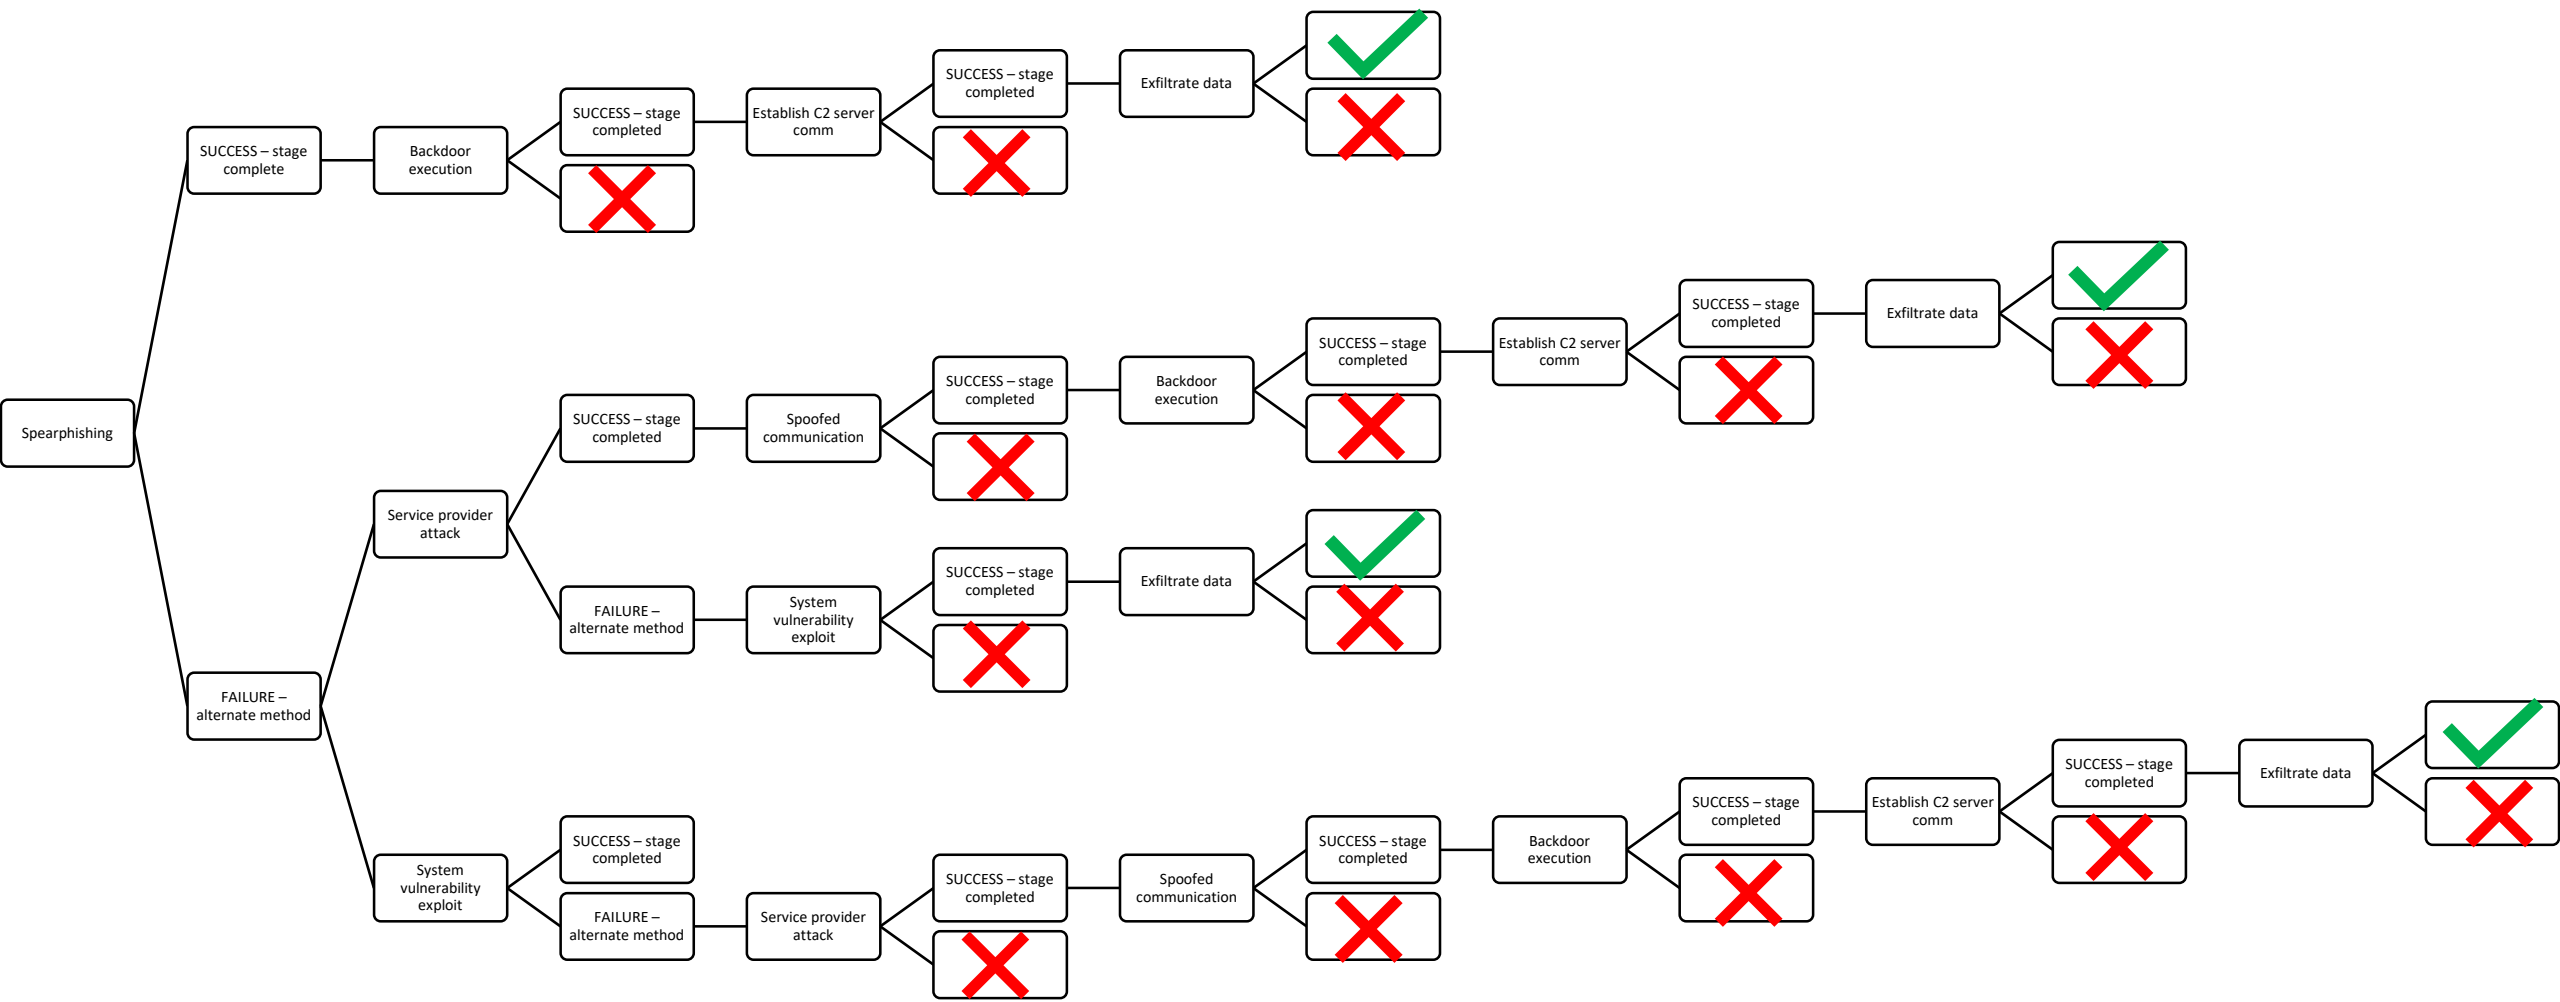 SUCCESS – stage
completed
Exfiltrate data
SUCCESS – stage
completed
Establish C2 server
comm
SUCCESS – stage
complete
Backdoor
execution
SUCCESS – stage
completed
Exfiltrate data
SUCCESS – stage
completed
Establish C2 server
comm
SUCCESS – stage
completed
Backdoor
execution
SUCCESS – stage
completed
Spoofed
communication
Spearphishing
Service provider
attack
SUCCESS – stage
completed
Exfiltrate data
FAILURE –
alternate method
System
vulnerability
exploit
FAILURE –
alternate method
SUCCESS – stage
completed
Exfiltrate data
SUCCESS – stage
completed
Establish C2 server
comm
SUCCESS – stage
completed
Backdoor
execution
SUCCESS – stage
completed
System
vulnerability
exploit
SUCCESS – stage
completed
Spoofed
communication
FAILURE –
alternate method
Service provider
attack